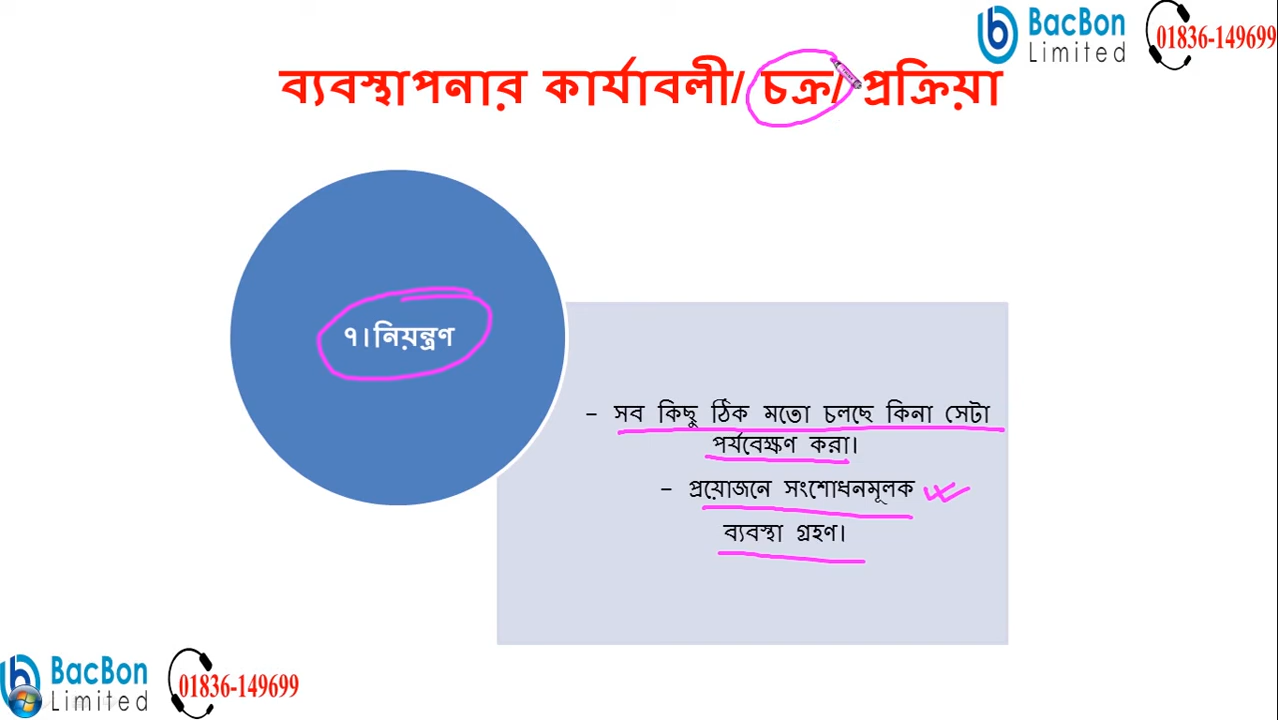 BacBon
Limited
01836-149699
ব্যবস্থাপনার কার্যাবলী/ চক্র/ প্রক্রিয়া
৭।নিয়ন্ত্রণ
– সব কিছু ঠিক মতো চলছে কিনা সেটা
পর্যবেক্ষণ করা।
– প্রয়োজনে সংশোধনমূলক
ব্যবস্থা গ্রহণ।
BacBon
Limited
01836-149699